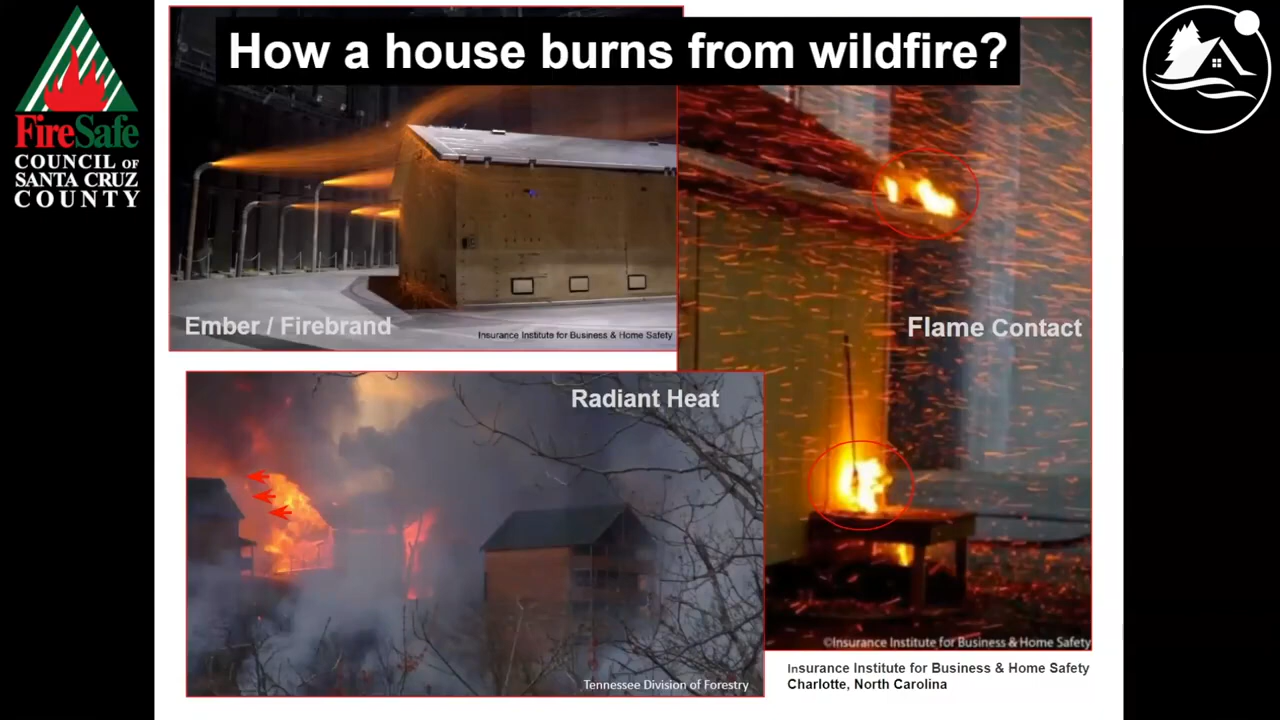 FireSafe
COUNCIL OF
SANTA CRUZ
COUNTY
How a house burns from wildfire?
Ember / Firebrand
Insurance Institute for Business & Home Safety
Flame Contact
Radiant Heat
Tennessee Division of Forestry
©Insurance Institute for Business & Home Safety
Insurance Institute for Business & Home Safety
Charlotte, North Carolina